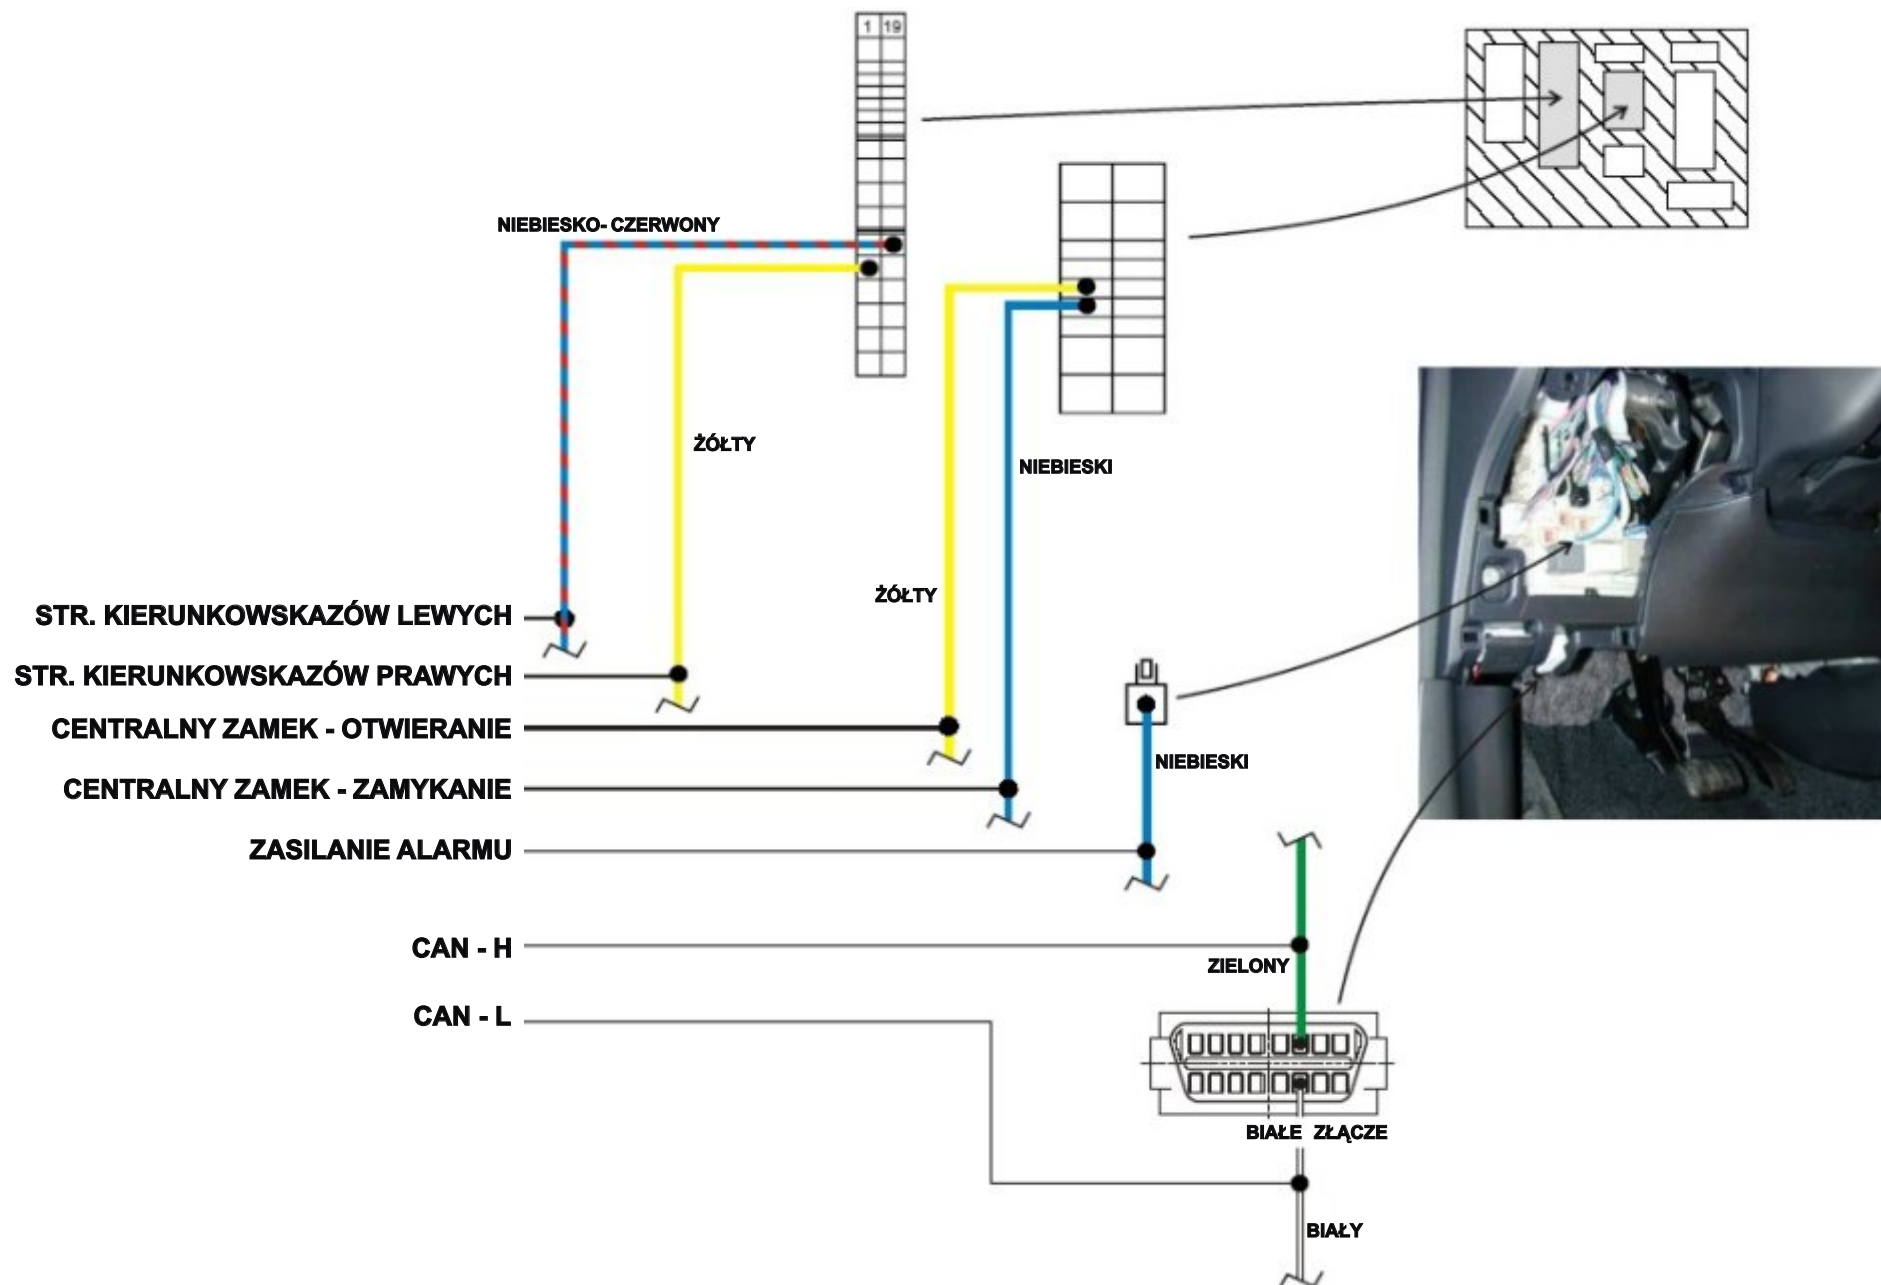 1 19
NIEBIESKO- CZERWONY
ŻÓŁTY
NIEBIESKI
ŻÓŁTY
STR. KIERUNKOWSKAZÓW LEWYCH
STR. KIERUNKOWSKAZÓW PRAWYCH
CENTRALNY ZAMEK - OTWIERANIE
NIEBIESKI
CENTRALNY ZAMEK - ZAMYKANIE
ZASILANIE ALARMU
CAN - H
ZIELONY
CAN - L
BIAŁE ZŁĄCZE
BIAŁY